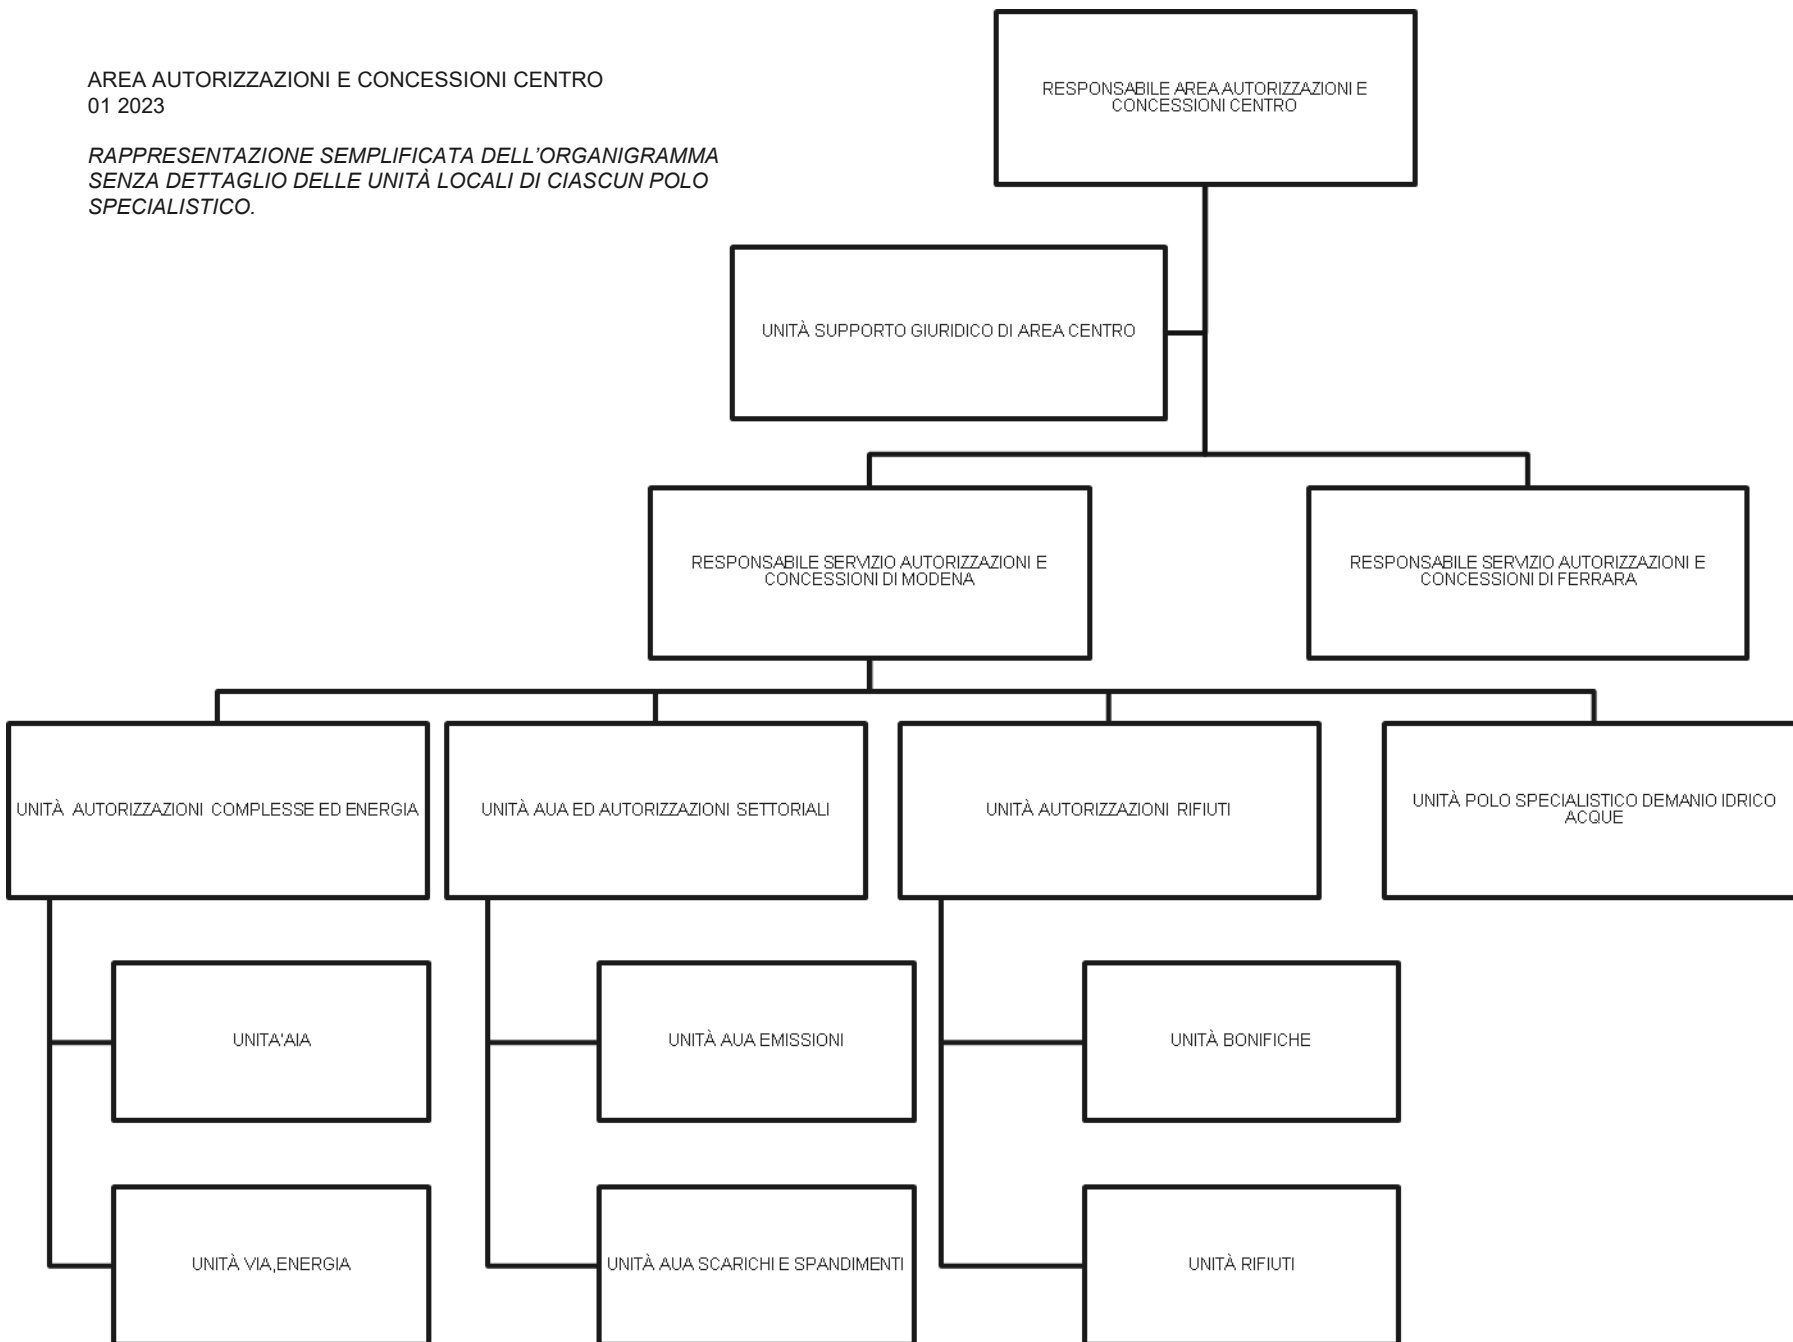 AREA AUTORIZZAZIONI E CONCESSIONI CENTRO
01 2023
RAPPRESENTAZIONE SEMPLIFICATA DELL'ORGANIGRAMMA
SENZA DETTAGLIO DELLE UNITÀ LOCALI DI CIASCUN POLO
SPECIALISTICO.
RESPONSABILE AREA AUTORIZZAZIONI E
CONCESSIONI CENTRO
UNITÀ SUPPORTO GIURIDICO DI AREA CENTRO
RESPONSABILE SERVIZIO AUTORIZZAZIONI E
CONCESSIONI DI MODENA
RESPONSABILE SERVIZIO AUTORIZZAZIONI E
CONCESSIONI DI FERRARA
UNITÀ AUTORIZZAZIONI COMPLESSE ED ENERGIA
UNITÀ AUA ED AUTORIZZAZIONI SETTORIALI
UNITÀ AUTORIZZAZIONI RIFIUTI
UNITÀ POLO SPECIALISTICO DEMANIO IDRICO
ACQUE
UNITA'AIA
UNITÀ AUA EMISSIONI
UNITÀ BONIFICHE
UNITÀ VIA,ENERGIA
UNITÀ AUA SCARICHI E SPANDIMENTI
UNITÀ RIFIUTI